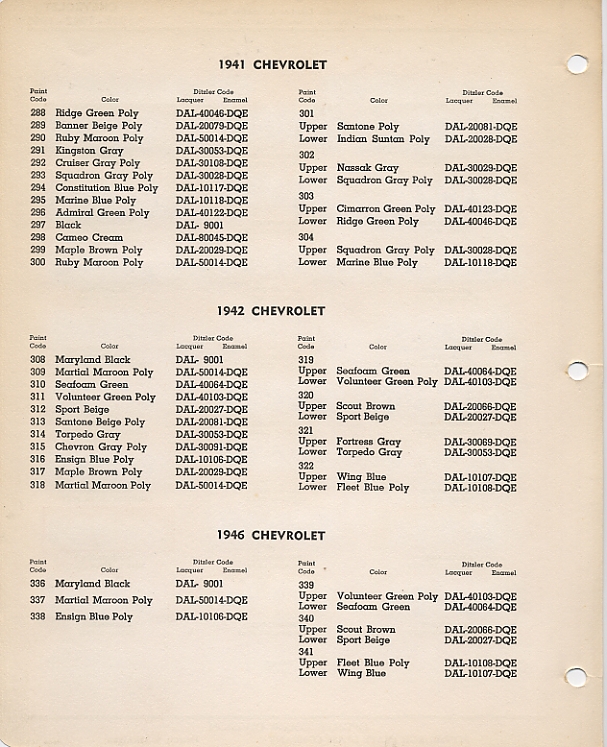 1941 CHEVROLET
Paint Ditzler Code
Code Color Lacquer Enamel
288 Ridge Green Poly DAL-40046-DQE
289 Banner Beige Poly DAL-20079-DQE
290 Ruby Maroon Poly DAL-50014-DQE
291 Kingston Gray DAL-30053-DQE
292 Cruiser Gray Poly DAL-30108-DQE
293 Squadron Gray Poly DAL-30028-DQE
294 Constitution Blue Poly DAL-10117-DQE
295 Marine Blue Poly DAL-10118-DQE
296 Admiral Green Poly DAL-40122-DQE
297 Black DAL- 9001
298 Cameo Cream DAL-80045-DQE
299 Maple Brown Poly DAL-20029-DQE
300 Ruby Maroon Poly DAL-50014-DQE
Paint Ditzler Code
Code Color Lacquer Enamel
301
Upper Santone Poly DAL-20081-DQE
Lower Indian Suntan Poly DAL-20028-DQE
302
Upper Nassak Gray DAL-30029-DQE
Lower Squadron Gray Poly DAL-30028-DQE
303
Upper Cimarron Green Poly DAL-40123-DQE
Lower Ridge Green Poly DAL-40046-DQE
304
Upper Squadron Gray Poly DAL-30028-DQE
Lower Marine Blue Poly DAL-10118-DQE
1942 CHEVROLET
Paint Ditzler Code
Code Color Lacquer Enamel
308 Maryland Black DAL- 9001
309 Martial Maroon Poly DAL-50014-DQE
310 Seafoam Green DAL-40064-DQE
311 Volunteer Green Poly DAL-40103-DQE
312 Sport Beige DAL-20027-DQE
313 Santone Beige Poly DAL-20081-DQE
314 Torpedo Gray DAL-30053-DQE
315 Chevron Gray Poly DAL-30091-DQE
316 Ensign Blue Poly DAL-10106-DQE
317 Maple Brown Poly DAL-20029-DQE
318 Martial Maroon Poly DAL-50014-DQE
Paint Ditzler Code
Code Color Lacquer Enamel
319
Upper Seafoam Green DAL-40064-DQE
Lower Volunteer Green Poly DAL-40103-DQE
320
Upper Scout Brown DAL-20066-DQE
Lower Sport Beige DAL-20027-DQE
321
Upper Fortress Gray DAL-30069-DQE
Lower Torpedo Gray DAL-30053-DQE
322
Upper Wing Blue DAL-10107-DQE
Lower Fleet Blue Poly DAL-10108-DQE
1946 CHEVROLET
Paint Ditzler Code
Code Color Lacquer Enamel
336 Maryland Black DAL- 9001
337 Martial Maroon Poly DAL-50014-DQE
338 Ensign Blue Poly DAL-10106-DQE
Paint Ditzler Code
Code Color Lacquer Enamel
339
Upper Volunteer Green Poly DAL-40103-DQE
Lower Seafoam Green DAL-40064-DQE
340
Upper Scout Brown DAL-20066-DQE
Lower Sport Beige DAL-20027-DQE
341
Upper Fleet Blue Poly DAL-10108-DQE
Lower Wing Blue DAL-10107-DQE